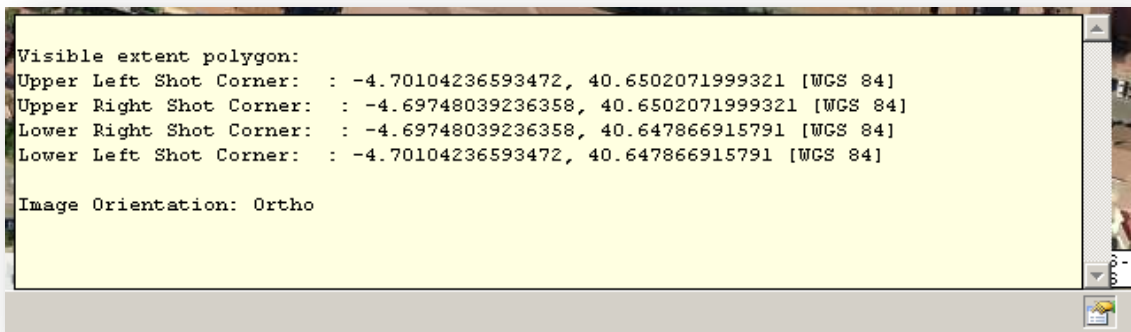 Visible extent polygon:
Upper Left Shot Corner:  : -4.70104236593472, 40.6502071999321 [WGS 84]
Upper Right Shot Corner:  : -4.69748039236358, 40.6502071999321 [WGS 84]
Lower Right Shot Corner:  : -4.69748039236358, 40.647866915791 [WGS 84]
Lower Left Shot Corner:  : -4.70104236593472, 40.647866915791 [WGS 84]
Image Orientation: Ortho